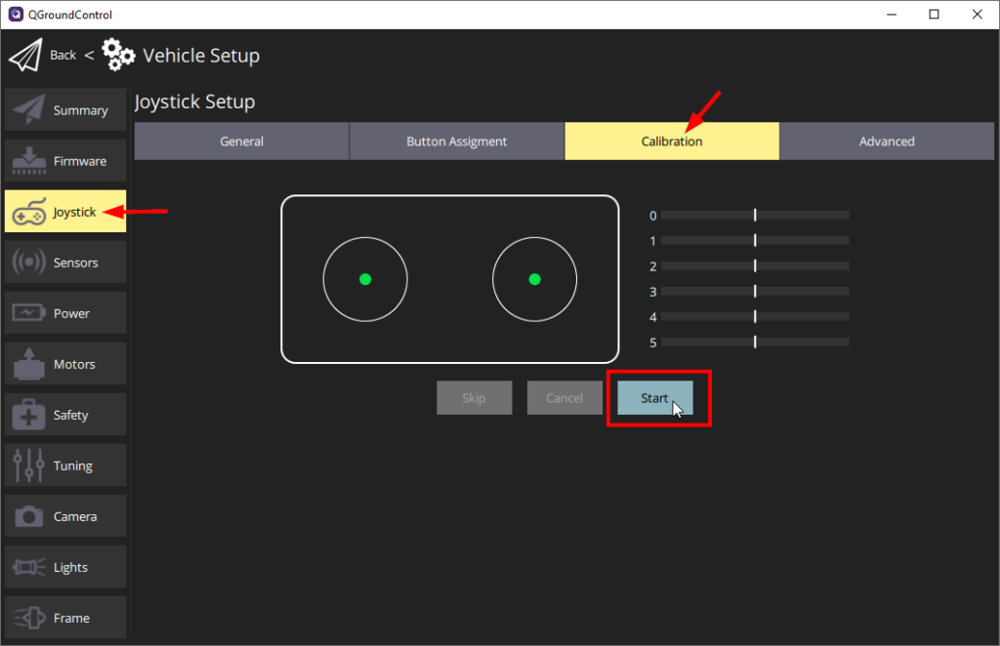 QGroundControl
Back < Vehicle Setup
Summary
Firmware
Joystick
Sensors
Power
Motors
Safety
Tuning
Camera
Lights
Frame
Joystick Setup
General
Button Assigment
Calibration
Advanced
0
1
2
3
4
5
Skip
Cancel
Start